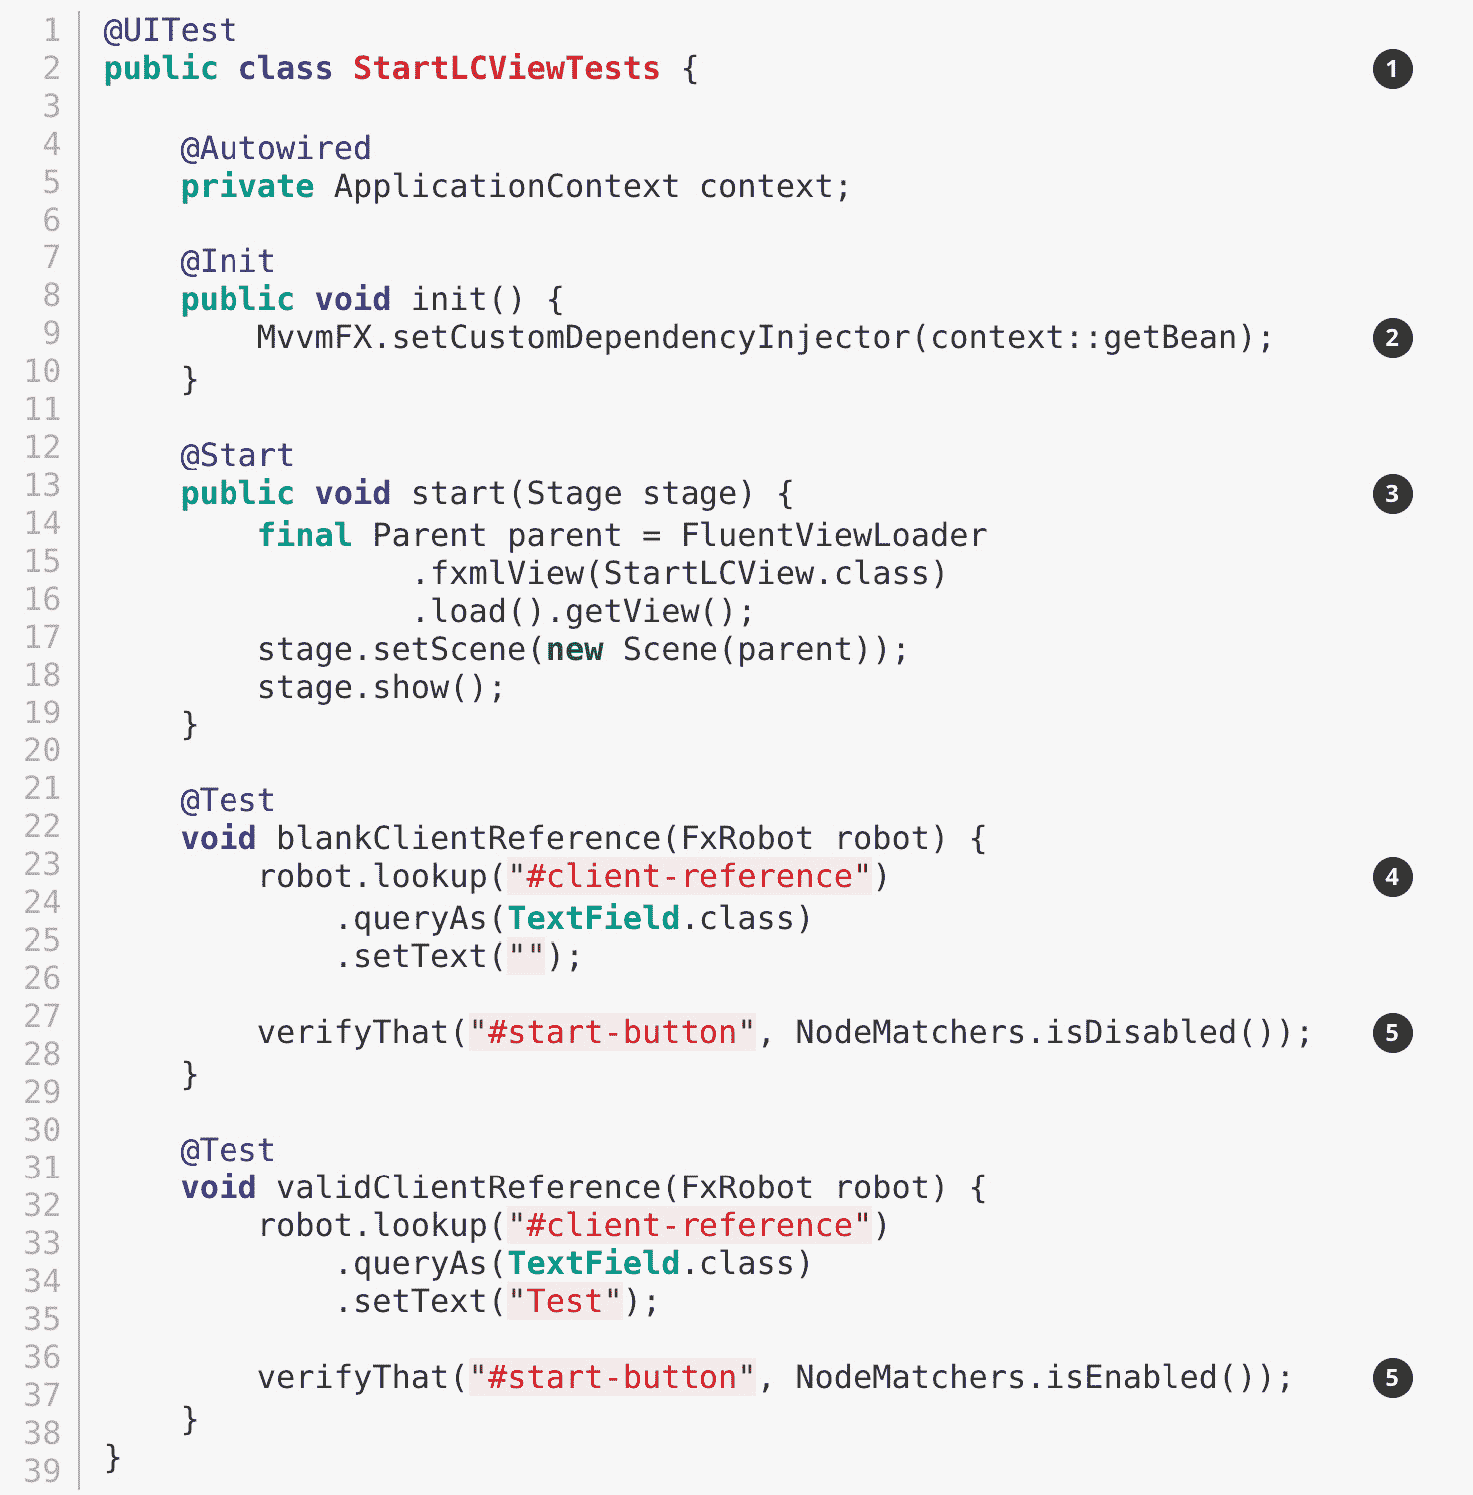 1 @UITest
2 public class StartLCViewTests { 1
3
4 @Autowired
5 private ApplicationContext context;
6
7 @Init
8 public void init() {
9 MvvmFX.setCustomDependencyInjector(context::getBean); 2
10 }
11
12 @Start
13 public void start(Stage stage) { 3
14 final Parent parent = FluentViewLoader
15 .fxmlView(StartLCView.class)
16 .load().getView();
17 stage.setScene(new Scene(parent));
18 stage.show();
19 }
20
21 @Test
22 void blankClientReference(FxRobot robot) {
23 robot.lookup("#client-reference") 4
24 .queryAs(TextField.class)
25 .setText("");
26
27 verifyThat("#start-button", NodeMatchers.isDisabled()); 5
28 }
29
30 @Test
31 void validClientReference(FxRobot robot) {
32 robot.lookup("#client-reference")
33 .queryAs(TextField.class)
34 .setText("Test");
35
36 verifyThat("#start-button", NodeMatchers.isEnabled()); 5
37 }
38 }
39